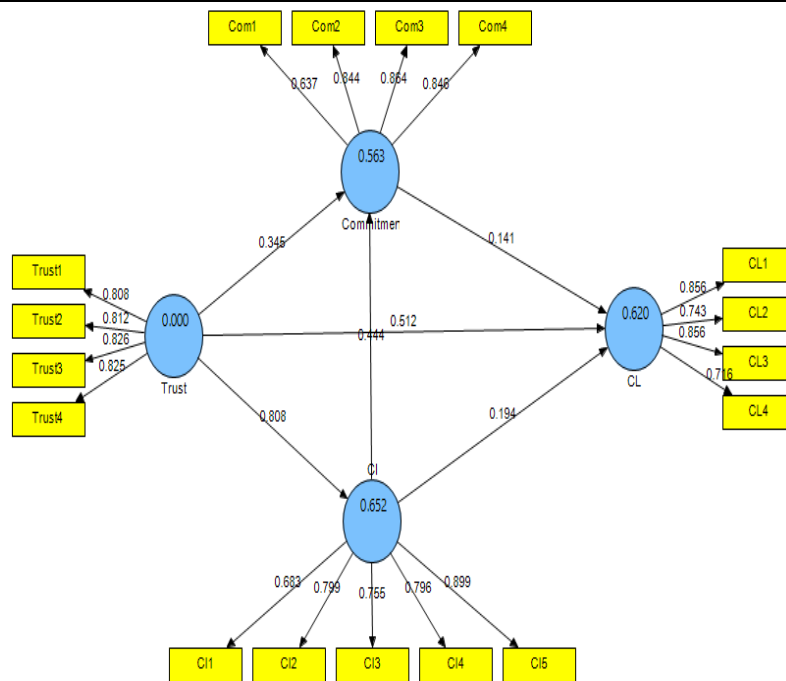 Com1 Com2 Com3 Com4
0.637 0.844 0.864 0.846
0.563
Commitmen
0.345
0.141
Trust1
Trust2
Trust3
Trust4
0.808
0.812
0.826
0.825
0.000
Trust
0.512
0.444
0.620
CL
0.856
0.743
0.856
0.716
CL1
CL2
CL3
CL4
0.808
0.194
CI
0.652
0.683 0.799 0.755 0.796 0.899
CI1 CI2 CI3 CI4 CI5